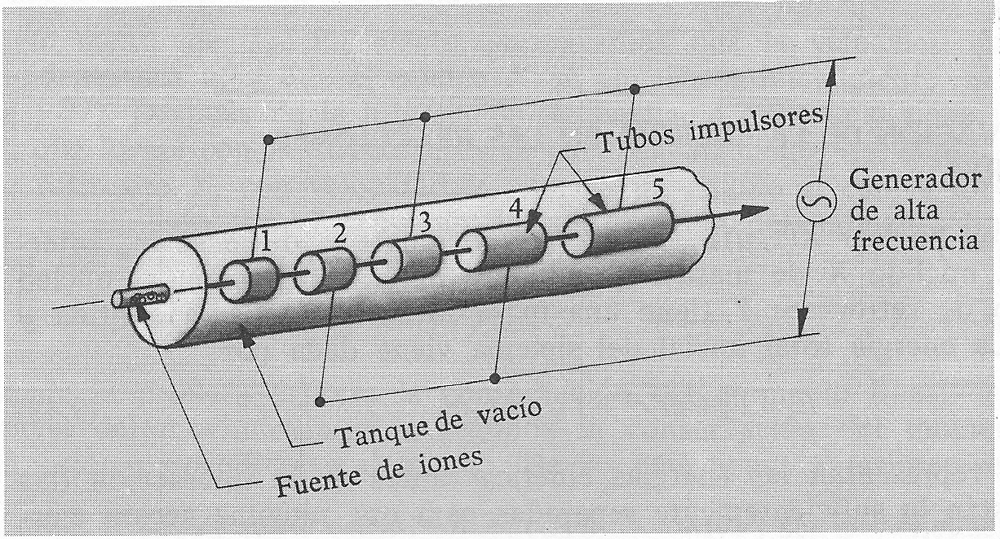 Tubos impulsores
Generador
de alta
frecuencia
1
2
3
4
5
Tanque de vacío
Fuente de iones